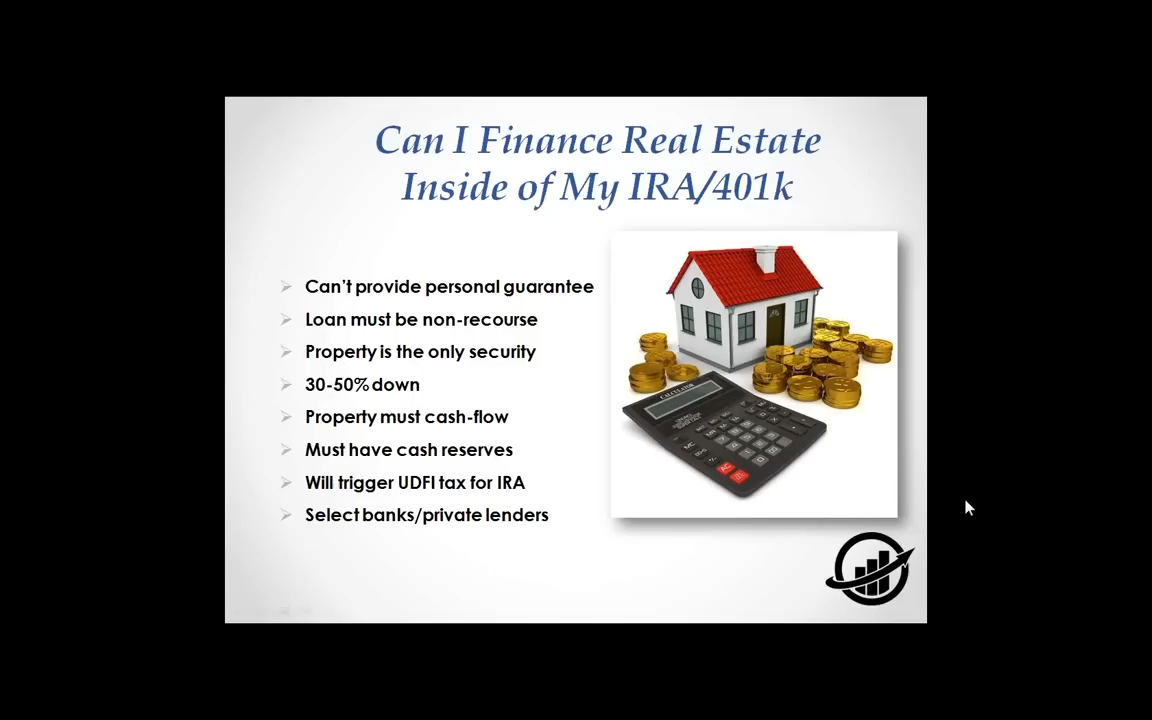 Can I Finance Real Estate
Inside of My IRA/401k
Can't provide personal guarantee
Loan must be non-recourse
Property is the only security
30-50% down
Property must cash-flow
Must have cash reserves
Will trigger UDFI tax for IRA
Select banks/private lenders
CALCULATOR
AC